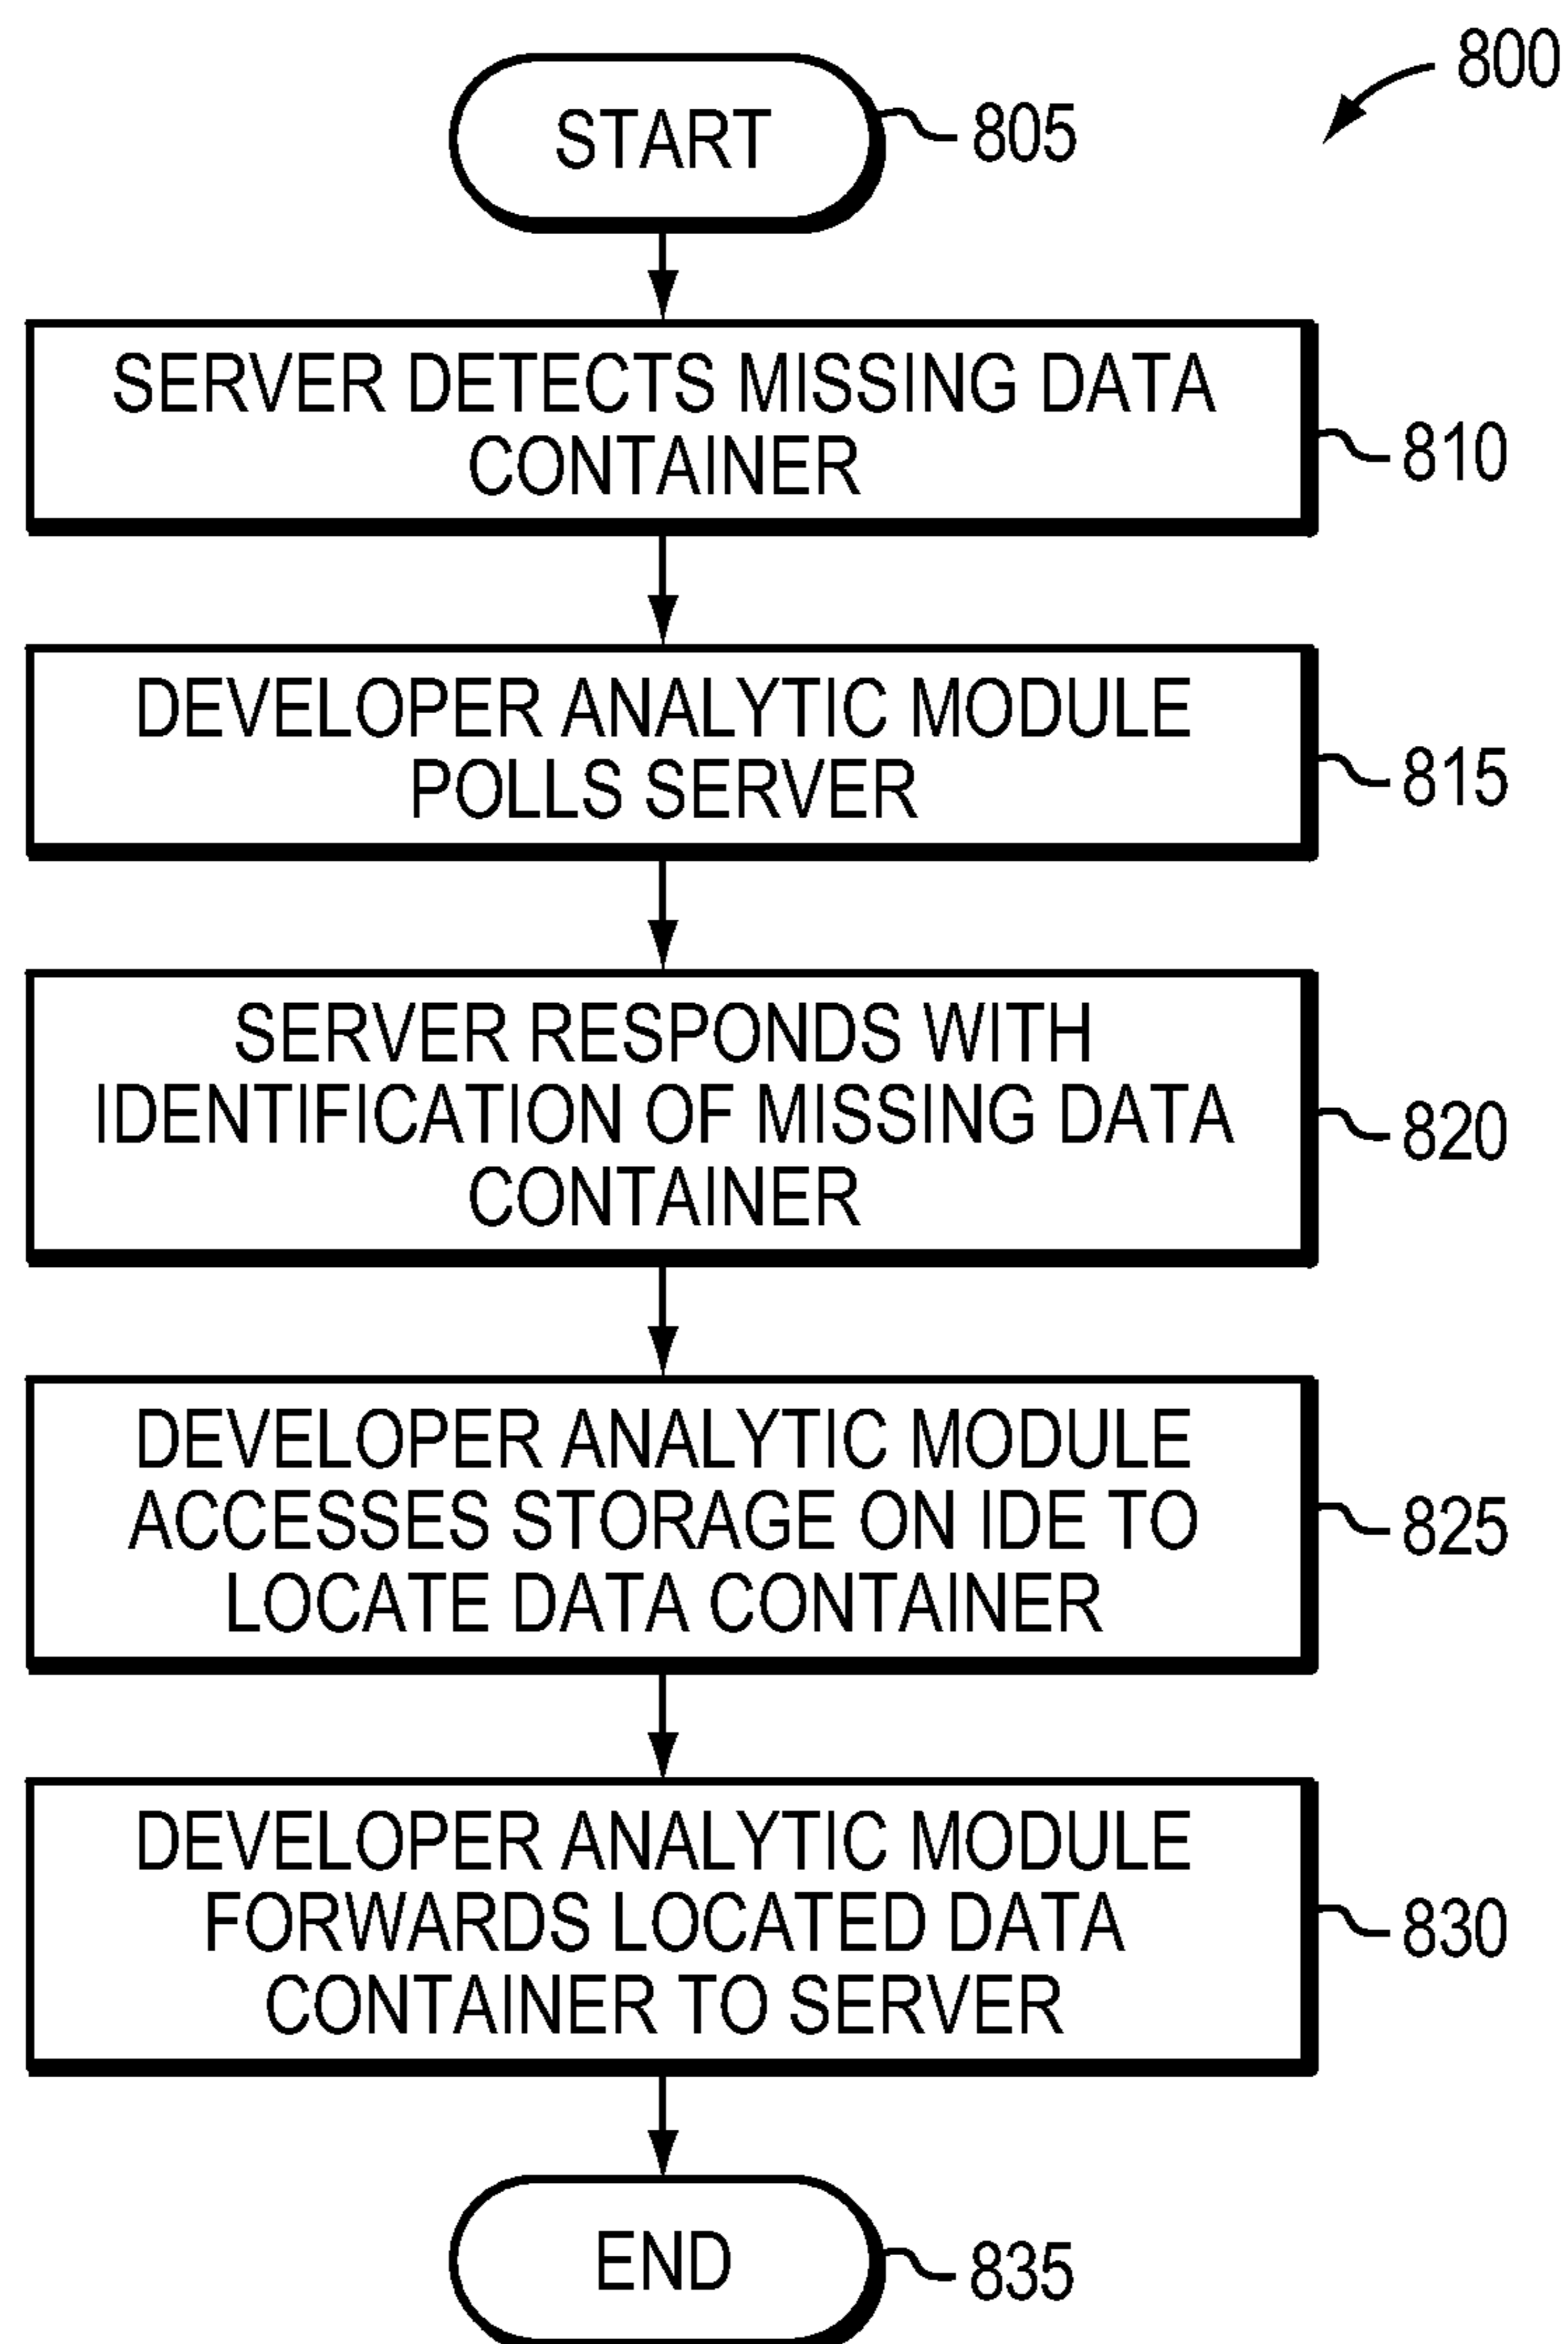 800
START
805
SERVER DETECTS MISSING DATA
CONTAINER
810
DEVELOPER ANALYTIC MODULE
POLLS SERVER
815
SERVER RESPONDS WITH
IDENTIFICATION OF MISSING DATA
CONTAINER
820
DEVELOPER ANALYTIC MODULE
ACCESSES STORAGE ON IDE TO
LOCATE DATA CONTAINER
825
DEVELOPER ANALYTIC MODULE
FORWARDS LOCATED DATA
CONTAINER TO SERVER
830
END
835